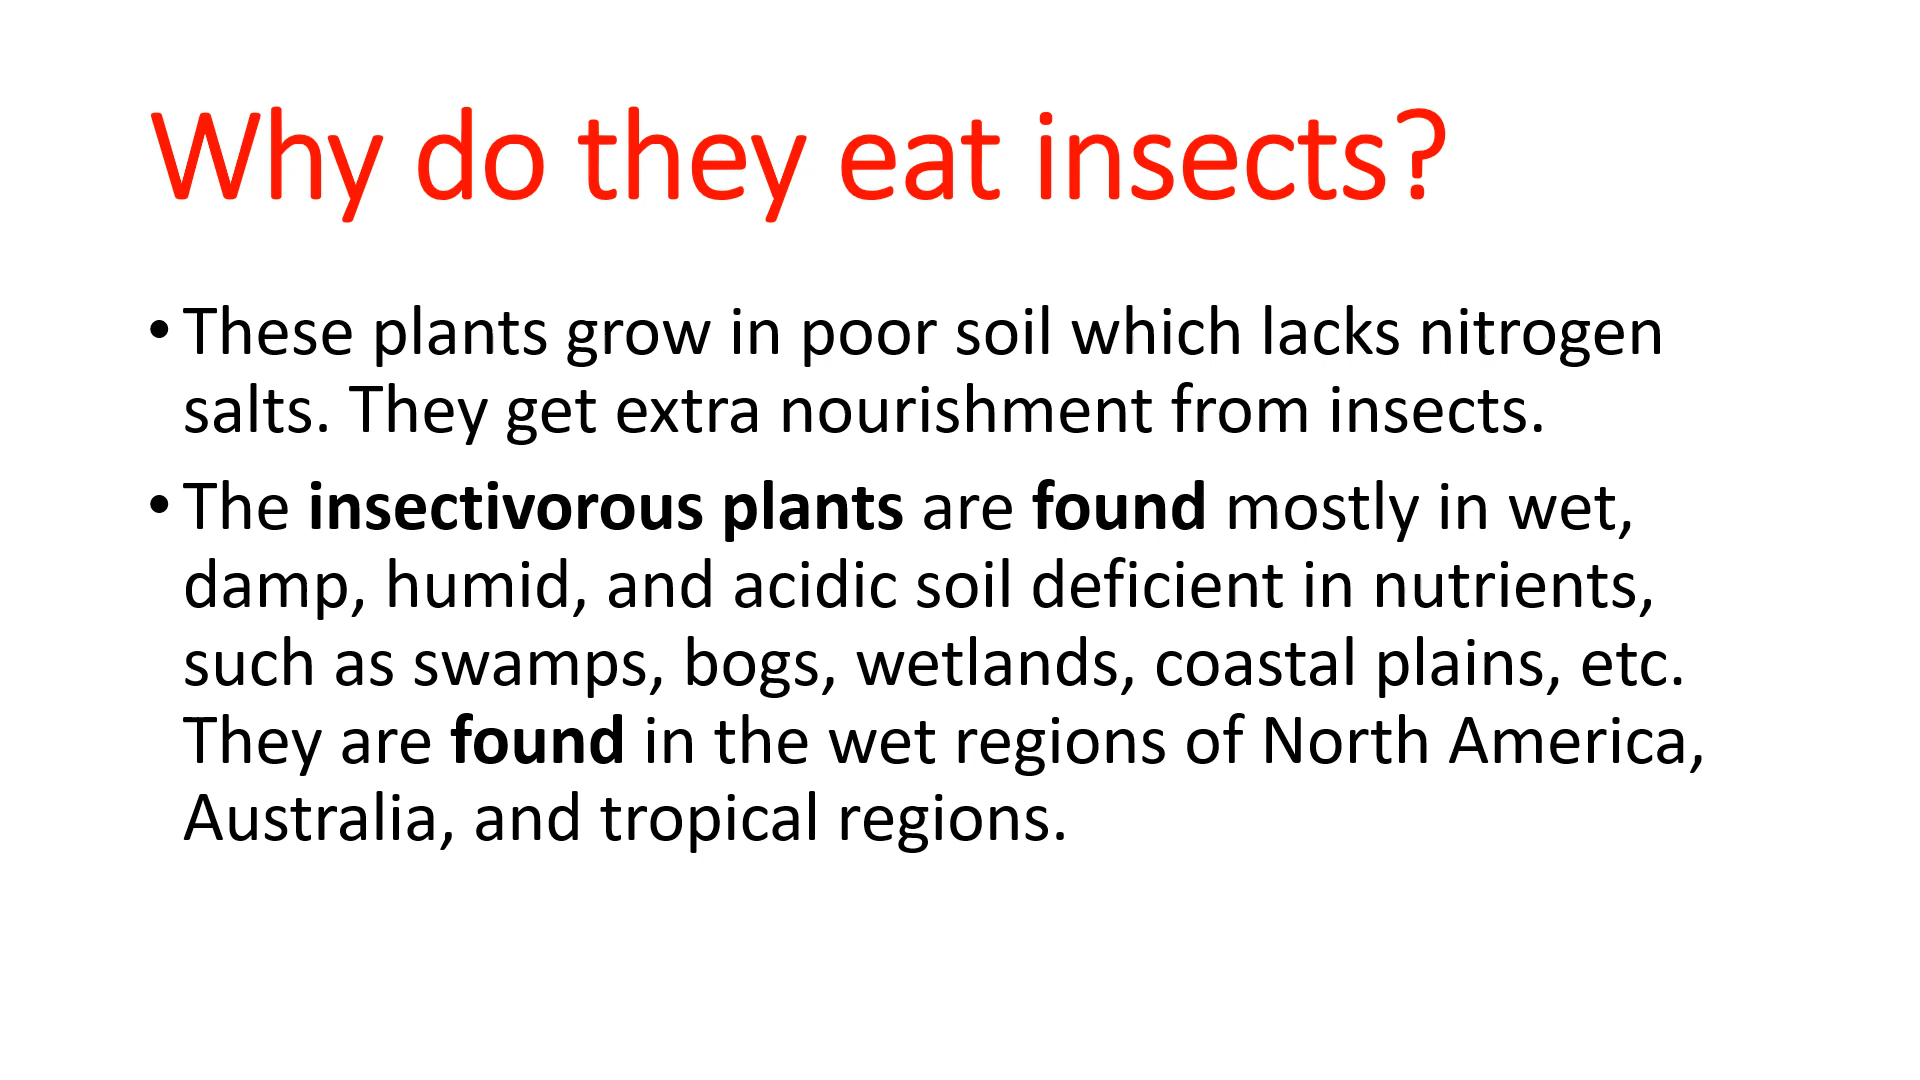 Why do they eat insects?
• These plants grow in poor soil which lacks nitrogen
salts. They get extra nourishment from insects.
• The insectivorous plants are found mostly in wet,
damp, humid, and acidic soil deficient in nutrients,
such as swamps, bogs, wetlands, coastal plains, etc.
They are found in the wet regions of North America,
Australia, and tropical regions.